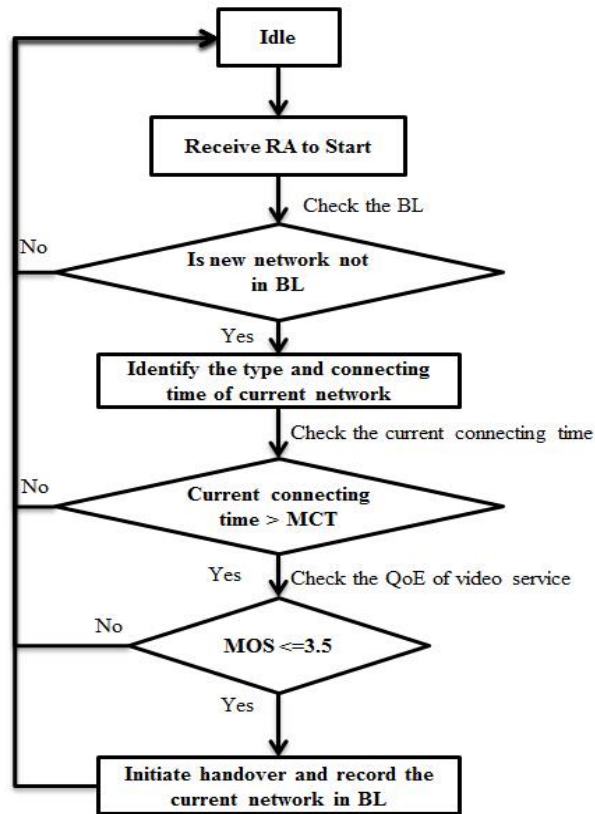 Idle
Receive RA to Start
Check the BL
No
Is new network not
in BL
Yes
Identify the type and connecting
time of current network
Check the current connecting time
No
Current connecting
time > MCT
Yes
Check the QoE of video service
No
MOS <=3.5
Yes
Initiate handover and record the
current network in BL